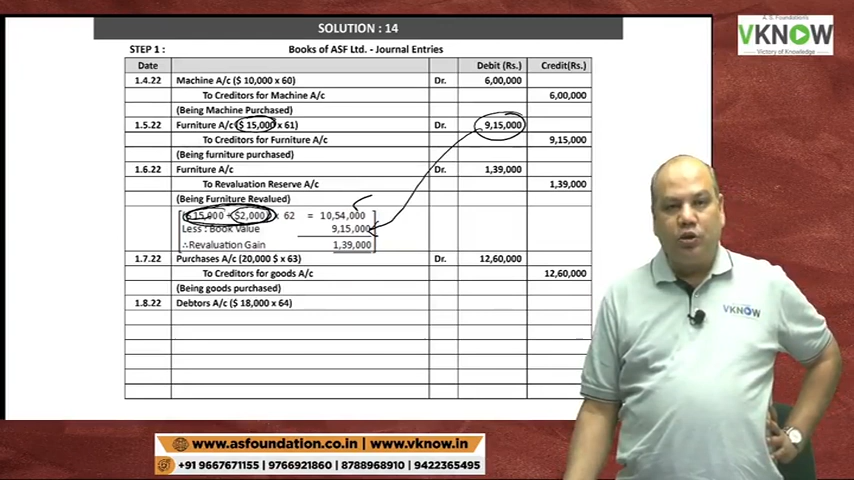 SOLUTION : 14
A. S. Foundation's
VKNOW
Victory of Knowledge
STEP 1 : Books of ASF Ltd. - Journal Entries
Date Debit (Rs.) Credit(Rs.)
1.4.22 Machine A/c ($ 10,000 x 60) Dr. 6,00,000
To Creditors for Machine A/c 6,00,000
(Being Machine Purchased)
1.5.22 Furniture A/c ($ 15,000 x 61) Dr. 9,15,000
To Creditors for Furniture A/c 9,15,000
(Being furniture purchased)
1.6.22 Furniture A/c Dr. 1,39,000
To Revaluation Reserve A/c 1,39,000
(Being Furniture Revalued)
($15,000 + $2,000) x 62 = 10,54,000
Less : Book Value 9,15,000
∴Revaluation Gain 1,39,000
1.7.22 Purchases A/c (20,000 $ x 63) Dr. 12,60,000
To Creditors for goods A/c 12,60,000
(Being goods purchased)
1.8.22 Debtors A/c ($ 18,000 x 64)
VKNOW
www.asfoundation.co.in | www.vknow.in
+91 9667671155 | 9766921860 | 8788968910 | 9422365495